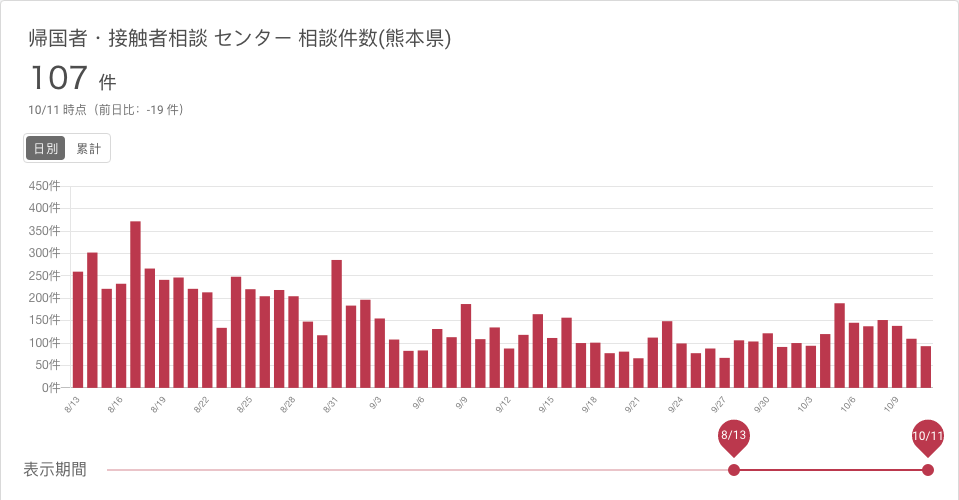 帰国者・接触者相談 センター 相談件数(熊本県)
107 件
10/11 時点（前日比：-19 件）
日別 累計
450件
400件
350件
300件
250件
200件
150件
100件
50件
0件
8/13 8/16 8/19 8/22 8/25 8/28 8/31 9/3 9/6 9/9 9/12 9/15 9/18 9/21 9/24 9/27 9/30 10/3 10/6 10/9
8/13 10/11
表示期間